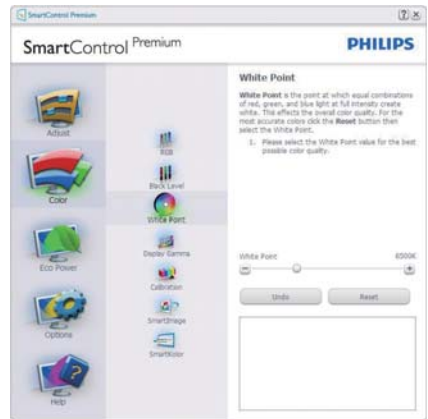 SmartControl Premium
SmartControl Premium
PHILIPS
Adjust
Color
Eco Power
Options
Help
RGB
Black Level
White Point
Display Gamma
Calibration
SmartImage
SmartKolor
White Point
White Point is the point at which equal combinations
of red, green, and blue light at full intensity create
white. This effects the overall color quality. For the
most accurate colors click the Reset button then
select the White Point.
1. Please select the White Point value for the best
possible color quality.
White Point 6500K
Undo
Reset